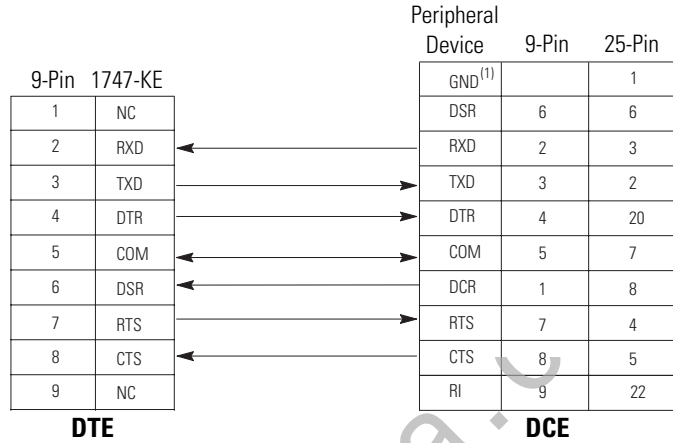 Peripheral
Device 9-Pin 25-Pin
GND(1) 1
9-Pin 1747-KE
1 NC DSR 6 6
2 RXD RXD 2 3
3 TXD TXD 3 2
4 DTR DTR 4 20
5 COM COM 5 7
6 DSR DCR 1 8
7 RTS RTS 7 4
8 CTS CTS 8 5
9 NC RI 9 22
DTE DCE